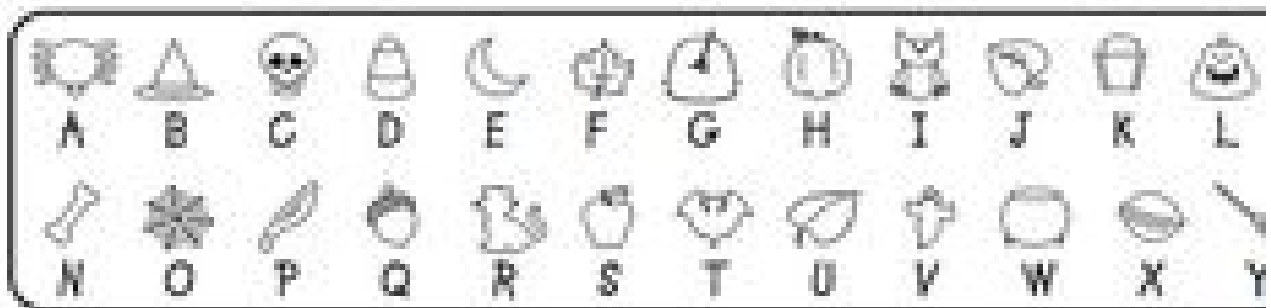 A B C D E F G H I J K L
N O P Q R S T U V W X Y